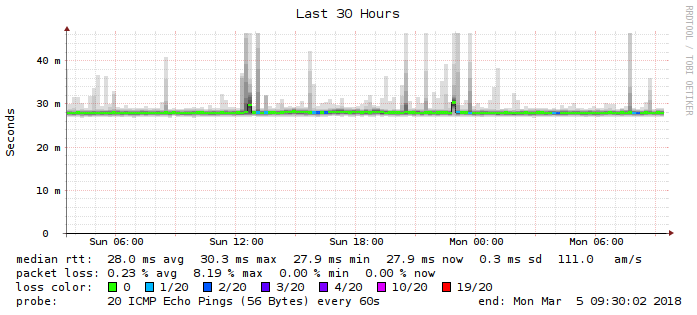 Last 30 Hours
RRDTOOL / TOBI OETIKER
Seconds
40 m
30 m
20 m
10 m
0
Sun 06:00 Sun 12:00 Sun 18:00 Mon 00:00 Mon 06:00
median rtt: 28.0 ms avg 30.3 ms max 27.9 ms min 27.9 ms now 0.3 ms sd 111.0 am/s
packet loss: 0.23 % avg 8.19 % max 0.00 % min 0.00 % now
loss color: 0 1/20 2/20 3/20 4/20 10/20 19/20
probe: 20 ICMP Echo Pings (56 Bytes) every 60s end: Mon Mar 5 09:30:02 2018